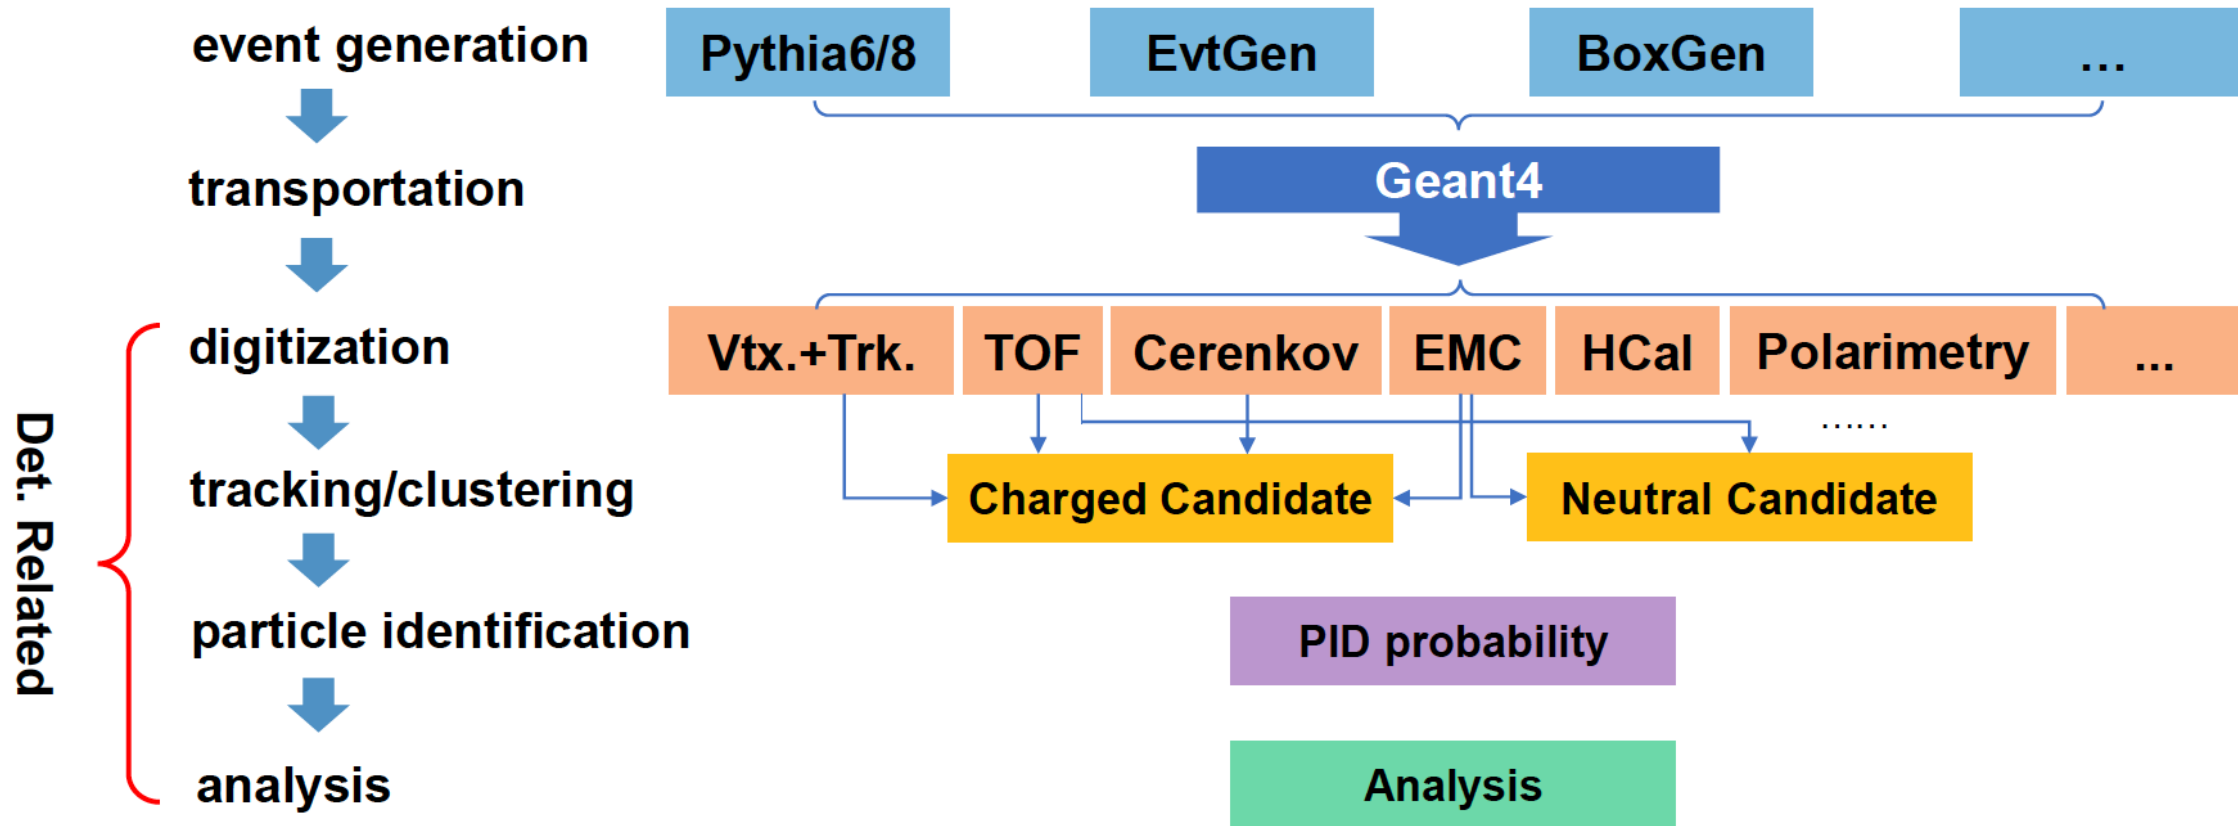 event generation
Pythia6/8
EvtGen
BoxGen
...
transportation
Geant4
digitization
Vtx.+Trk.
TOF
Cerenkov
EMC
HCal
Polarimetry
...
......
Det. Related
tracking/clustering
Charged Candidate
Neutral Candidate
particle identification
PID probability
analysis
Analysis